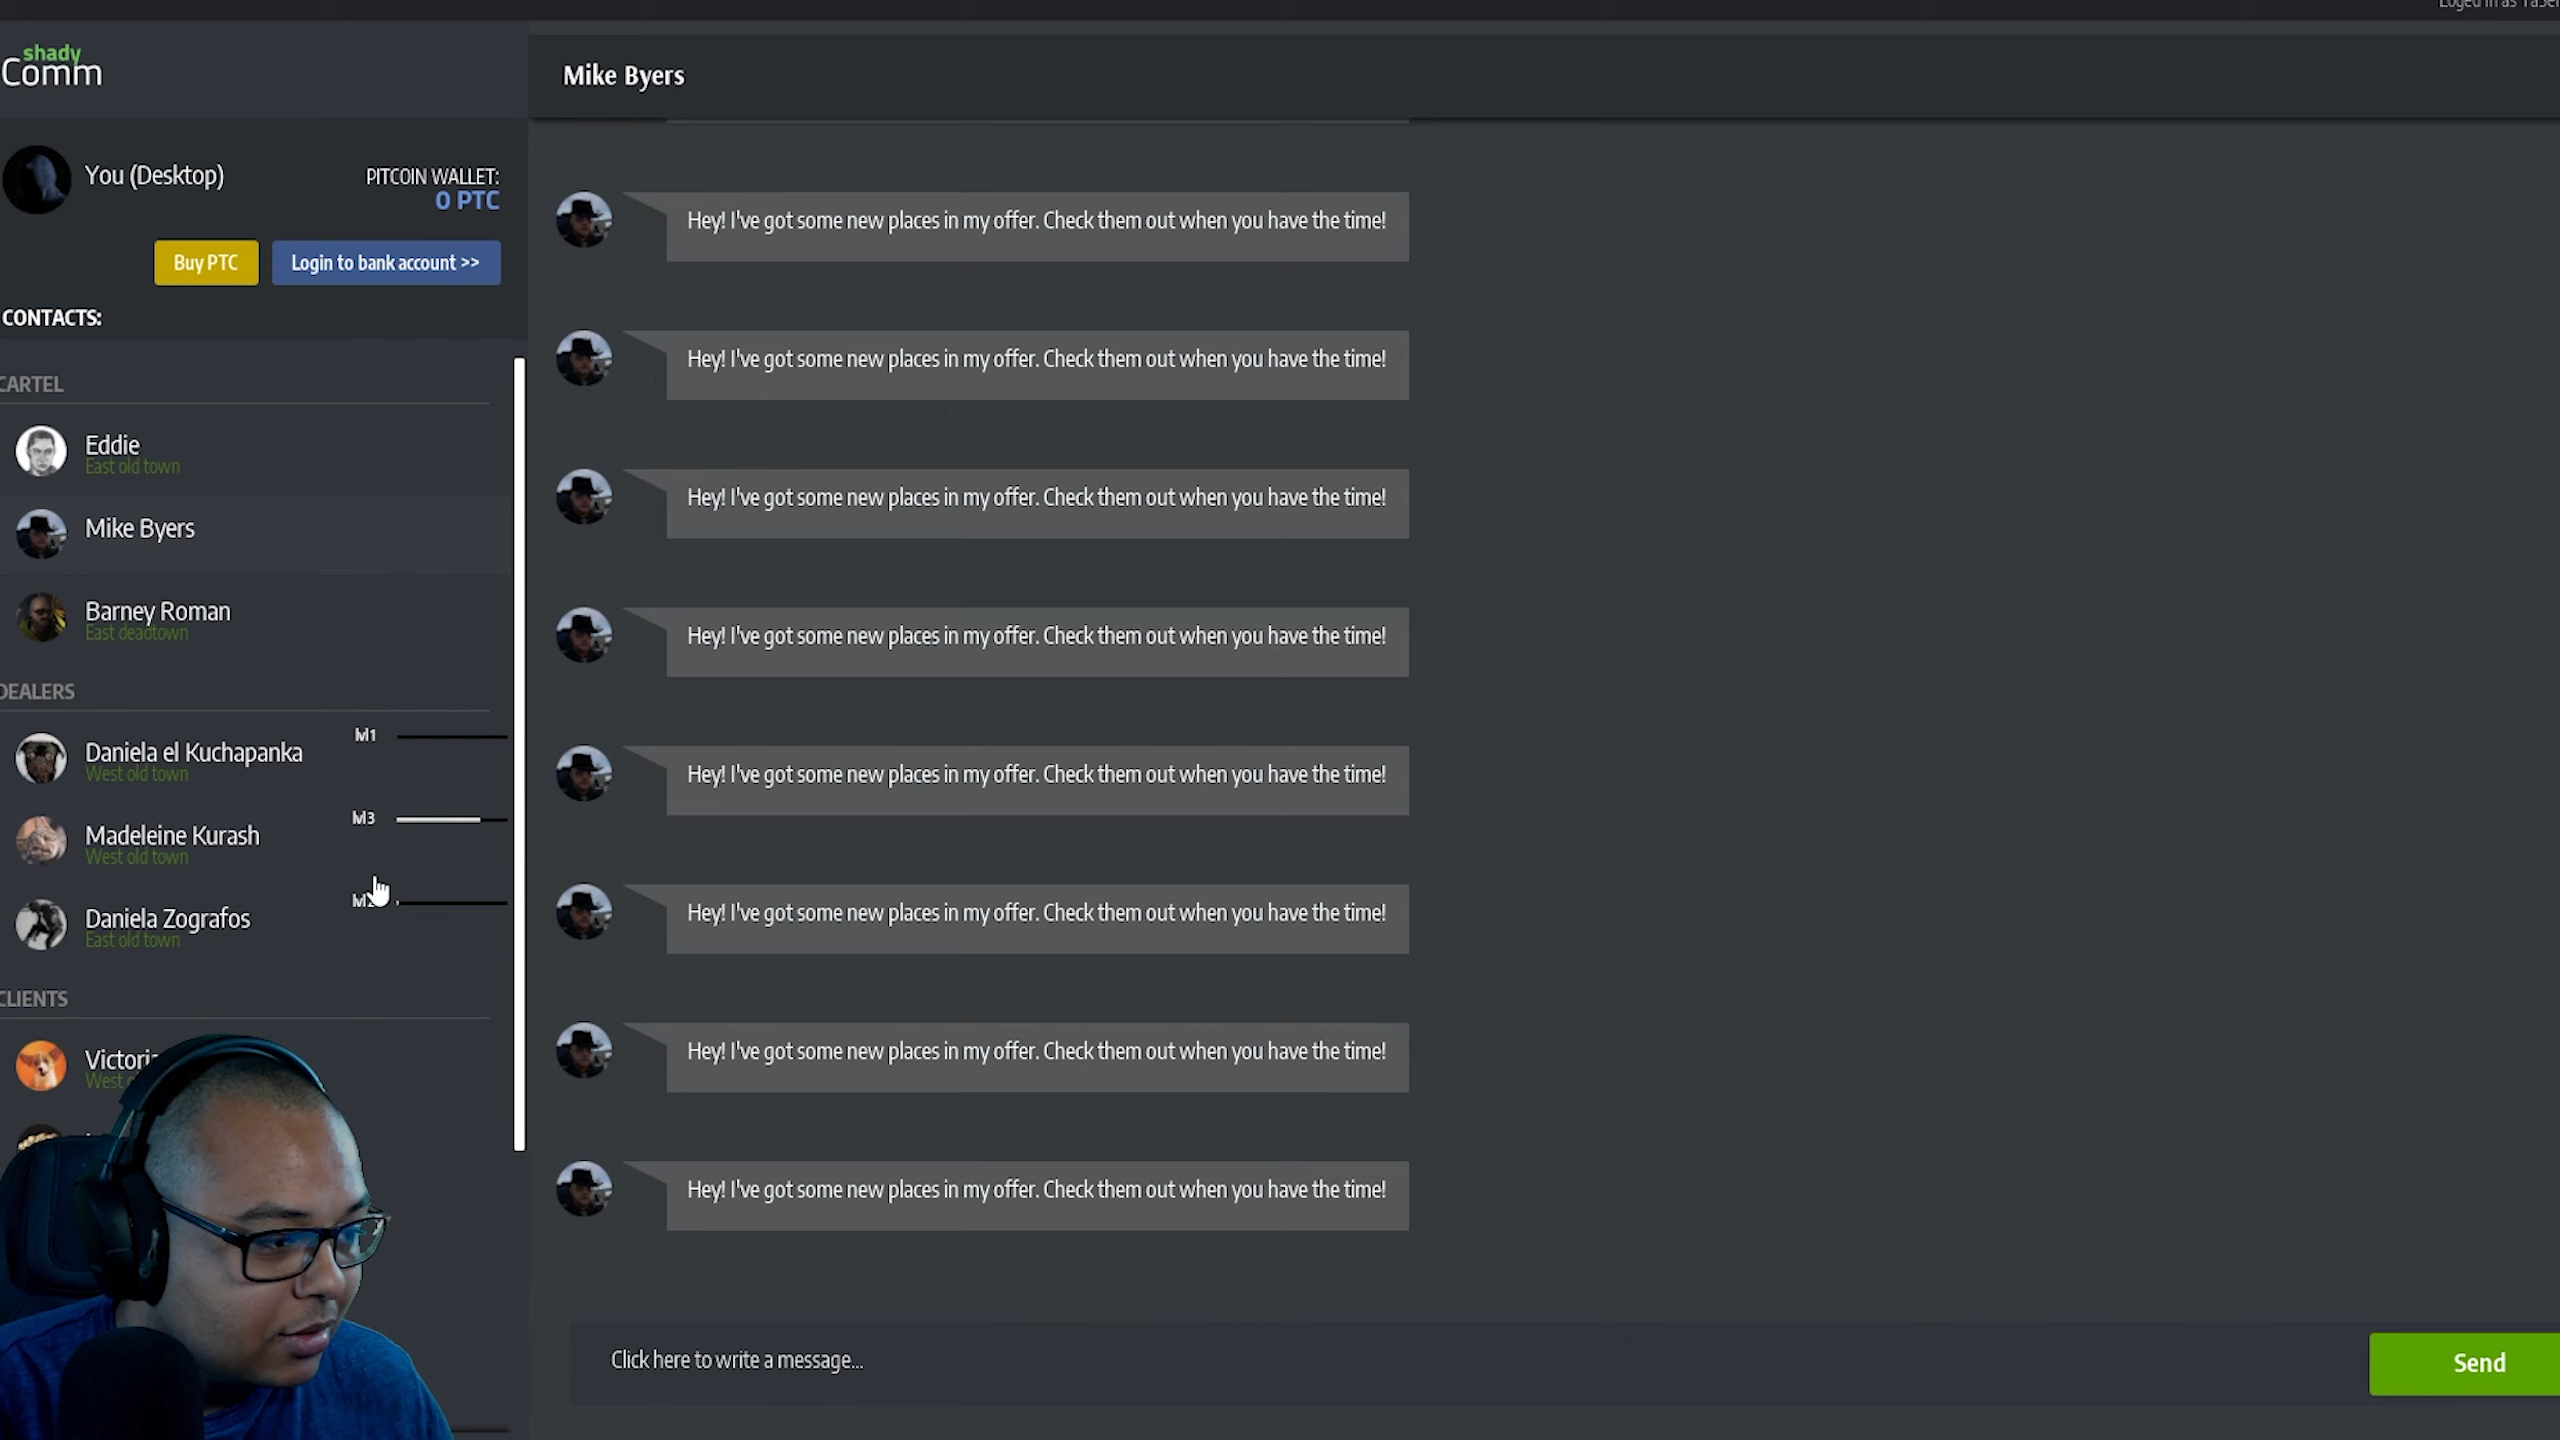 Loged in as
shady
Comm
Mike Byers
You (Desktop)
PITCOIN WALLET:
0 PTC
Buy PTC
Login to bank account >>
CONTACTS:
CARTEL
Eddie
East old town
Mike Byers
Barney Roman
East deadtown
DEALERS
Daniela el Kuchapanka
West old town
lvl1
Madeleine Kurash
West old town
lvl3
Daniela Zografos
East old town
CLIENTS
West
Hey! I've got some new places in my offer. Check them out when you have the time!
Hey! I've got some new places in my offer. Check them out when you have the time!
Hey! I've got some new places in my offer. Check them out when you have the time!
Hey! I've got some new places in my offer. Check them out when you have the time!
Hey! I've got some new places in my offer. Check them out when you have the time!
Hey! I've got some new places in my offer. Check them out when you have the time!
Hey! I've got some new places in my offer. Check them out when you have the time!
Hey! I've got some new places in my offer. Check them out when you have the time!
Click here to write a message...
Send